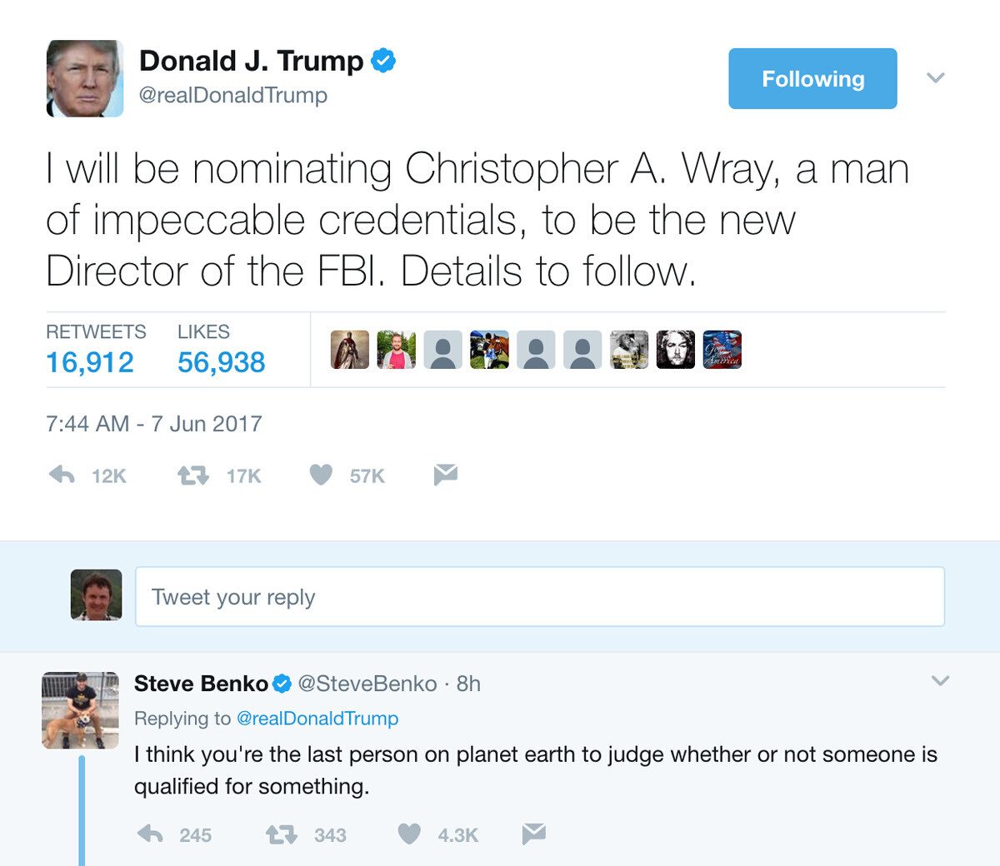 Donald J. Trump
@realDonaldTrump
Following
I will be nominating Christopher A. Wray, a man
of impeccable credentials, to be the new
Director of the FBI. Details to follow.
RETWEETS LIKES
16,912 56,938
7:44 AM - 7 Jun 2017
12K 17K 57K
Tweet your reply
Steve Benko @SteveBenko · 8h
Replying to @realDonaldTrump
I think you're the last person on planet earth to judge whether or not someone is
qualified for something.
245 343 4.3K